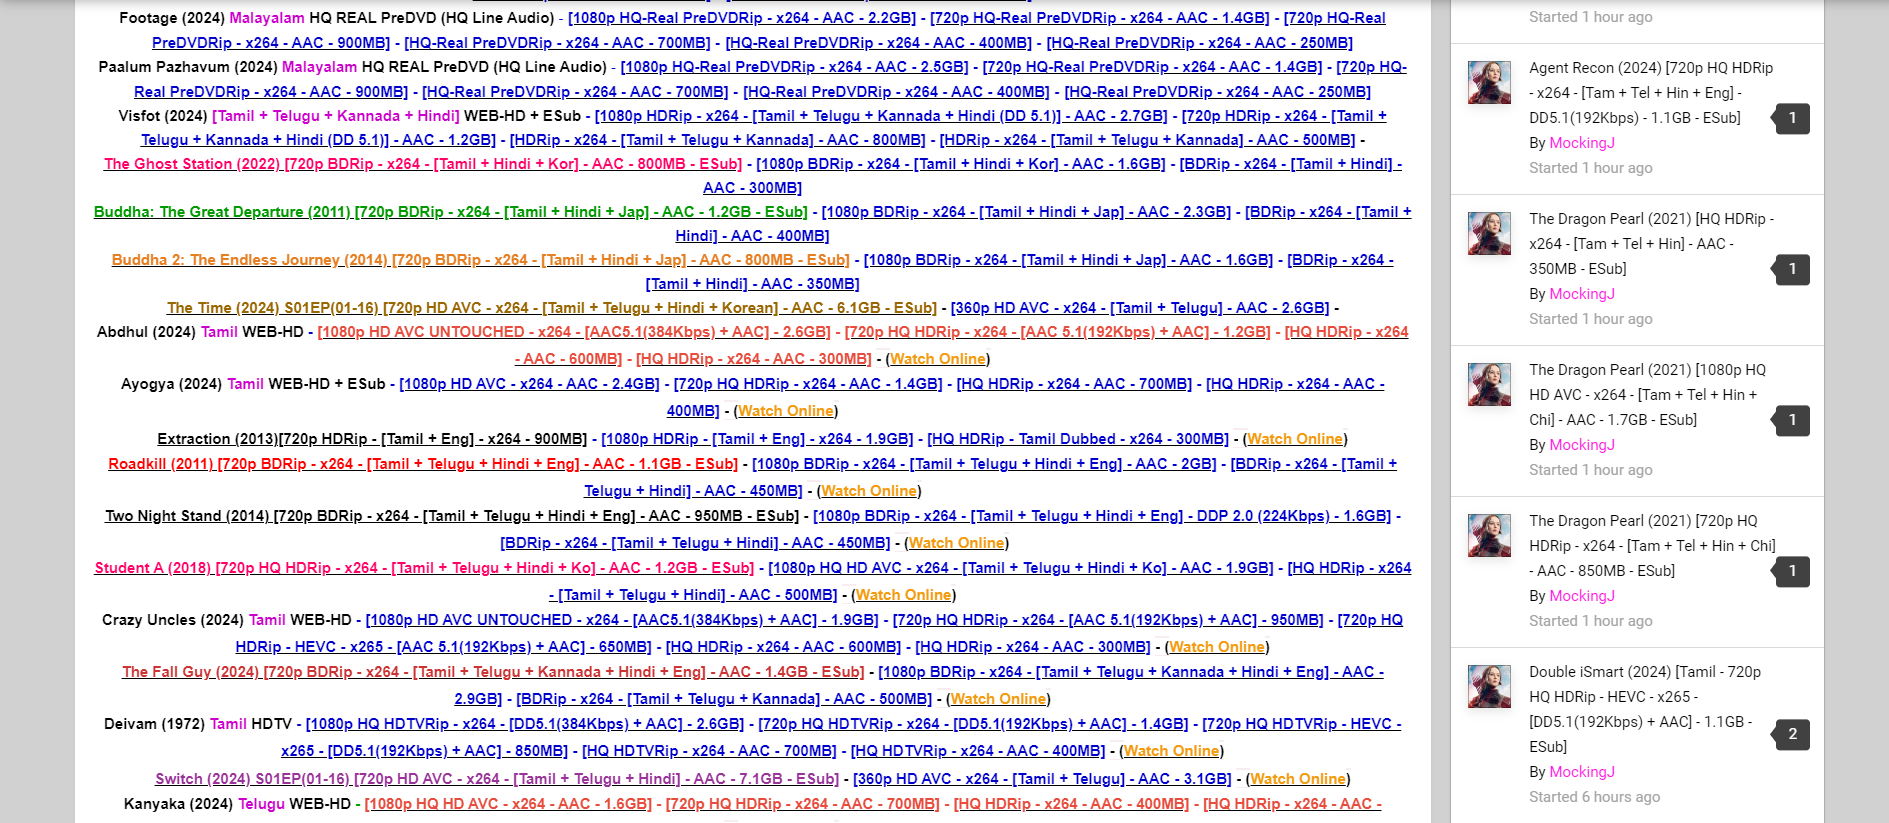 Footage (2024) Malayalam HQ REAL PreDVD (HQ Line Audio) - [1080p HQ-Real PreDVDRip - x264 - AAC - 2.2GB] - [720p HQ-Real PreDVDRip - x264 - AAC - 1.4GB] - [720p HQ-Real
PreDVDRip - x264 - AAC - 900MB] - [HQ-Real PreDVDRip - x264 - AAC - 700MB] - [HQ-Real PreDVDRip - x264 - AAC - 400MB] - [HQ-Real PreDVDRip - x264 - AAC - 250MB]
Paalum Pazhavum (2024) Malayalam HQ REAL PreDVD (HQ Line Audio) - [1080p HQ-Real PreDVDRip - x264 - AAC - 2.5GB] - [720p HQ-Real PreDVDRip - x264 - AAC - 1.4GB] - [720p HQ-
Real PreDVDRip - x264 - AAC - 900MB] - [HQ-Real PreDVDRip - x264 - AAC - 700MB] - [HQ-Real PreDVDRip - x264 - AAC - 400MB] - [HQ-Real PreDVDRip - x264 - AAC - 250MB]
Visfot (2024) [Tamil + Telugu + Kannada + Hindi] WEB-HD + ESub - [1080p HDRip - x264 - [Tamil + Telugu + Kannada + Hindi (DD 5.1)] - AAC - 2.7GB] - [720p HDRip - x264 - [Tamil +
Telugu + Kannada + Hindi (DD 5.1)] - AAC - 1.2GB] - [HDRip - x264 - [Tamil + Telugu + Kannada] - AAC - 800MB] - [HDRip - x264 - [Tamil + Telugu + Kannada] - AAC - 500MB] -
The Ghost Station (2022) [720p BDRip - x264 - [Tamil + Hindi + Kor] - AAC - 800MB - ESub] - [1080p BDRip - x264 - [Tamil + Hindi + Kor] - AAC - 1.6GB] - [BDRip - x264 - [Tamil + Hindi] -
AAC - 300MB]
Buddha: The Great Departure (2011) [720p BDRip - x264 - [Tamil + Hindi + Jap] - AAC - 1.2GB - ESub] - [1080p BDRip - x264 - [Tamil + Hindi + Jap] - AAC - 2.3GB] - [BDRip - x264 - [Tamil +
Hindi] - AAC - 400MB]
Buddha 2: The Endless Journey (2014) [720p BDRip - x264 - [Tamil + Hindi + Jap] - AAC - 800MB - ESub] - [1080p BDRip - x264 - [Tamil + Hindi + Jap] - AAC - 1.6GB] - [BDRip - x264 -
[Tamil + Hindi] - AAC - 350MB]
The Time (2024) S01EP(01-16) [720p HD AVC - x264 - [Tamil + Telugu + Hindi + Korean] - AAC - 6.1GB - ESub] - [360p HD AVC - x264 - [Tamil + Telugu] - AAC - 2.6GB] -
Abdhul (2024) Tamil WEB-HD - [1080p HD AVC UNTOUCHED - x264 - [AAC5.1(384Kbps) + AAC] - 2.6GB] - [720p HQ HDRip - x264 - [AAC 5.1(192Kbps) + AAC] - 1.2GB] - [HQ HDRip - x264
- AAC - 600MB] - [HQ HDRip - x264 - AAC - 300MB] - (Watch Online)
Ayogya (2024) Tamil WEB-HD + ESub - [1080p HD AVC - x264 - AAC - 2.4GB] - [720p HQ HDRip - x264 - AAC - 1.4GB] - [HQ HDRip - x264 - AAC - 700MB] - [HQ HDRip - x264 - AAC -
400MB] - (Watch Online)
Extraction (2013)[720p HDRip - [Tamil + Eng] - x264 - 900MB] - [1080p HDRip - [Tamil + Eng] - x264 - 1.9GB] - [HQ HDRip - Tamil Dubbed - x264 - 300MB] - (Watch Online)
Roadkill (2011) [720p BDRip - x264 - [Tamil + Telugu + Hindi + Eng] - AAC - 1.1GB - ESub] - [1080p BDRip - x264 - [Tamil + Telugu + Hindi + Eng] - AAC - 2GB] - [BDRip - x264 - [Tamil +
Telugu + Hindi] - AAC - 450MB] - (Watch Online)
Two Night Stand (2014) [720p BDRip - x264 - [Tamil + Telugu + Hindi + Eng] - AAC - 950MB - ESub] - [1080p BDRip - x264 - [Tamil + Telugu + Hindi + Eng] - DDP 2.0 (224Kbps) - 1.6GB] -
[BDRip - x264 - [Tamil + Telugu + Hindi] - AAC - 450MB] - (Watch Online)
Student A (2018) [720p HQ HDRip - x264 - [Tamil + Telugu + Hindi + Ko] - AAC - 1.2GB - ESub] - [1080p HQ HD AVC - x264 - [Tamil + Telugu + Hindi + Ko] - AAC - 1.9GB] - [HQ HDRip - x264
- [Tamil + Telugu + Hindi] - AAC - 500MB] - (Watch Online)
Crazy Uncles (2024) Tamil WEB-HD - [1080p HD AVC UNTOUCHED - x264 - [AAC5.1(384Kbps) + AAC] - 1.9GB] - [720p HQ HDRip - x264 - [AAC 5.1(192Kbps) + AAC] - 950MB] - [720p HQ
HDRip - HEVC - x265 - [AAC 5.1(192Kbps) + AAC] - 650MB] - [HQ HDRip - x264 - AAC - 600MB] - [HQ HDRip - x264 - AAC - 300MB] - (Watch Online)
The Fall Guy (2024) [720p BDRip - x264 - [Tamil + Telugu + Kannada + Hindi + Eng] - AAC - 1.4GB - ESub] - [1080p BDRip - x264 - [Tamil + Telugu + Kannada + Hindi + Eng] - AAC -
2.9GB] - [BDRip - x264 - [Tamil + Telugu + Kannada] - AAC - 500MB] - (Watch Online)
Deivam (1972) Tamil HDTV - [1080p HQ HDTVRip - x264 - [DD5.1(384Kbps) + AAC] - 2.6GB] - [720p HQ HDTVRip - x264 - [DD5.1(192Kbps) + AAC] - 1.4GB] - [720p HQ HDTVRip - HEVC -
x265 - [DD5.1(192Kbps) + AAC] - 850MB] - [HQ HDTVRip - x264 - AAC - 700MB] - [HQ HDTVRip - x264 - AAC - 400MB] - (Watch Online)
Switch (2024) S01EP(01-16) [720p HD AVC - x264 - [Tamil + Telugu + Hindi] - AAC - 7.1GB - ESub] - [360p HD AVC - x264 - [Tamil + Telugu] - AAC - 3.1GB] - (Watch Online)
Kanyaka (2024) Telugu WEB-HD - [1080p HQ HD AVC - x264 - AAC - 1.6GB] - [720p HQ HDRip - x264 - AAC - 700MB] - [HQ HDRip - x264 - AAC - 400MB] - [HQ HDRip - x264 - AAC -
Started 1 hour ago
Agent Recon (2024) [720p HQ HDRip
- x264 - [Tam + Tel + Hin + Eng] -
DD5.1(192Kbps) - 1.1GB - ESub]
1
By MockingJ
Started 1 hour ago
The Dragon Pearl (2021) [HQ HDRip -
x264 - [Tam + Tel + Hin] - AAC -
350MB - ESub]
1
By MockingJ
Started 1 hour ago
The Dragon Pearl (2021) [1080p HQ
HD AVC - x264 - [Tam + Tel + Hin +
Chi] - AAC - 1.7GB - ESub]
1
By MockingJ
Started 1 hour ago
The Dragon Pearl (2021) [720p HQ
HDRip - x264 - [Tam + Tel + Hin + Chi]
- AAC - 850MB - ESub]
1
By MockingJ
Started 1 hour ago
Double iSmart (2024) [Tamil - 720p
HQ HDRip - HEVC - x265 -
[DD5.1(192Kbps) + AAC] - 1.1GB -
ESub]
2
By MockingJ
Started 6 hours ago